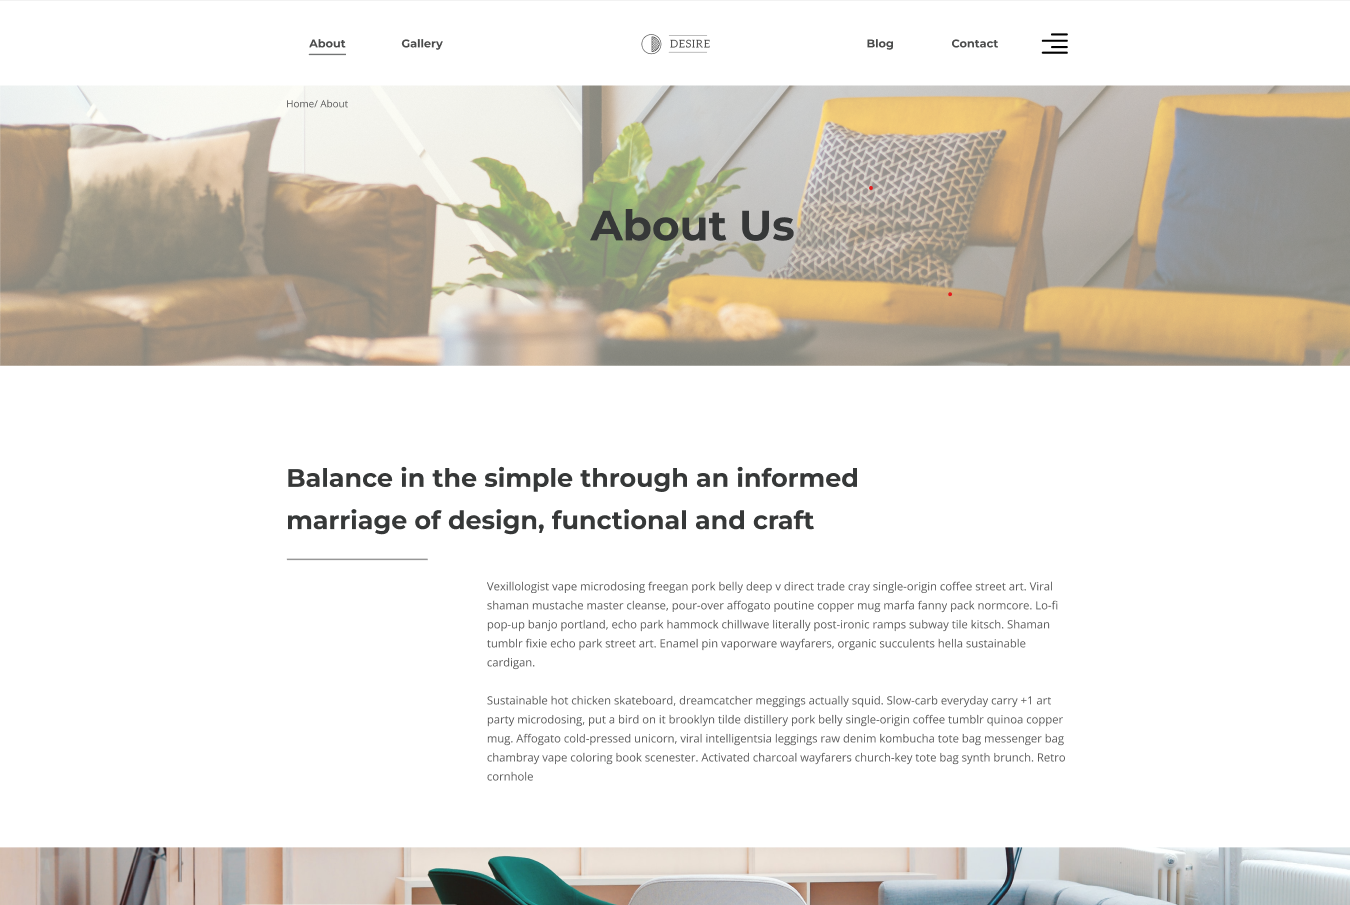 About
Gallery
DESIRE
Blog
Contact
Home/ About
About Us
Balance in the simple through an informed
marriage of design, functional and craft
Vexillologist vape microdosing freegan pork belly deep v direct trade cray single-origin coffee street art. Viral
shaman mustache master cleanse, pour-over affogato poutine copper mug marfa fanny pack normcore. Lo-fi
pop-up banjo portland, echo park hammock chillwave literally post-ironic ramps subway tile kitsch. Shaman
tumblr fixie echo park street art. Enamel pin vaporware wayfarers, organic succulents hella sustainable
cardigan.
Sustainable hot chicken skateboard, dreamcatcher meggings actually squid. Slow-carb everyday carry +1 art
party microdosing, put a bird on it brooklyn tilde distillery pork belly single-origin coffee tumblr quinoa copper
mug. Affogato cold-pressed unicorn, viral intelligentsia leggings raw denim kombucha tote bag messenger bag
chambray vape coloring book scenester. Activated charcoal wayfarers church-key tote bag synth brunch. Retro
cornhole